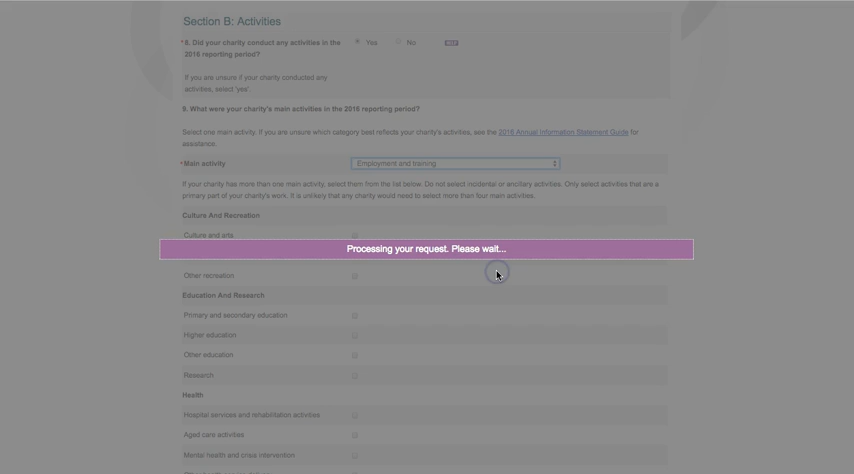 Section B: Activities
*8. Did your charity conduct any activities in the
2016 reporting period?
Yes
No
HELP
If you are unsure if your charity conducted any
activities, select 'yes'
9. What were your charity's main activities in the 2016 reporting period?
Select one main activity. If you are unsure which category best reflects your charity's activities, see the 2016 Annual Information Statement Guide for
assistance.
*Main activity
Employment and training
If your charity has more than one main activity, select them from the list below. Do not select incidental or ancillary activities. Only select activities that are a
primary part of your charity's work. It is unlikely that any charity would need to select more than four main activities.
Culture And Recreation
Culture and arts
Processing your request. Please wait...
Other recreation
Education And Research
Primary and secondary education
Higher education
Other education
Research
Health
Hospital services and rehabilitation activities
Aged care activities
Mental health and crisis intervention